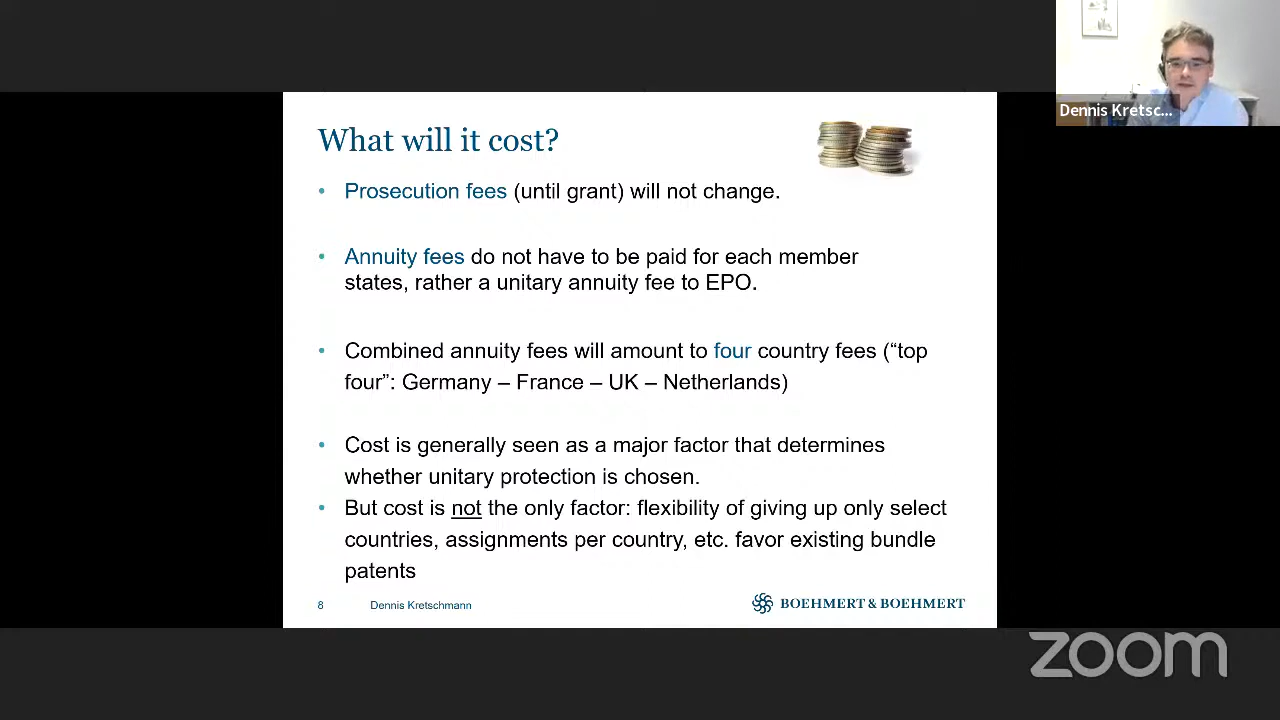 Dennis Kretsc...
What will it cost?
• Prosecution fees (until grant) will not change.
• Annuity fees do not have to be paid for each member
states, rather a unitary annuity fee to EPO.
• Combined annuity fees will amount to four country fees (“top
four”: Germany – France – UK – Netherlands)
• Cost is generally seen as a major factor that determines
whether unitary protection is chosen.
• But cost is not the only factor: flexibility of giving up only select
countries, assignments per country, etc. favor existing bundle
patents
8 Dennis Kretschmann BOEHMERT & BOEHMERT
zoom